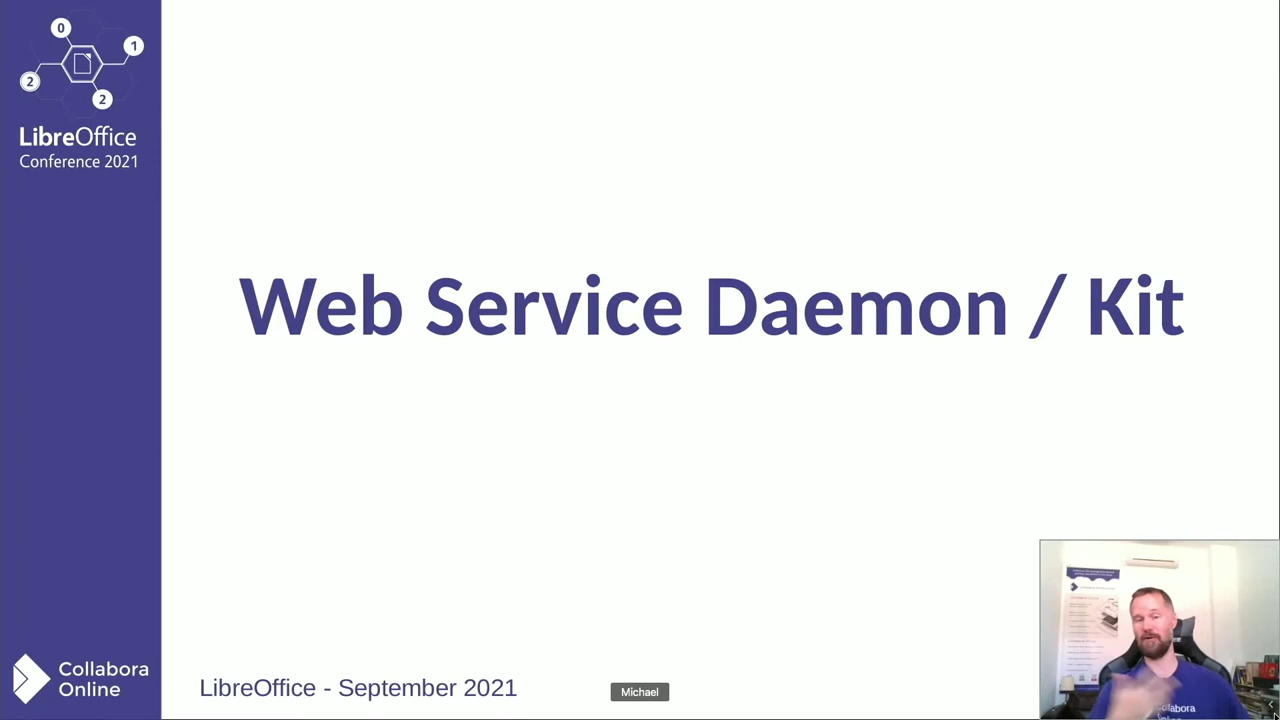 0
1
2
2
LibreOffice
Conference 2021
Web Service Daemon / Kit
Collabora
Online
LibreOffice - September 2021
Michael